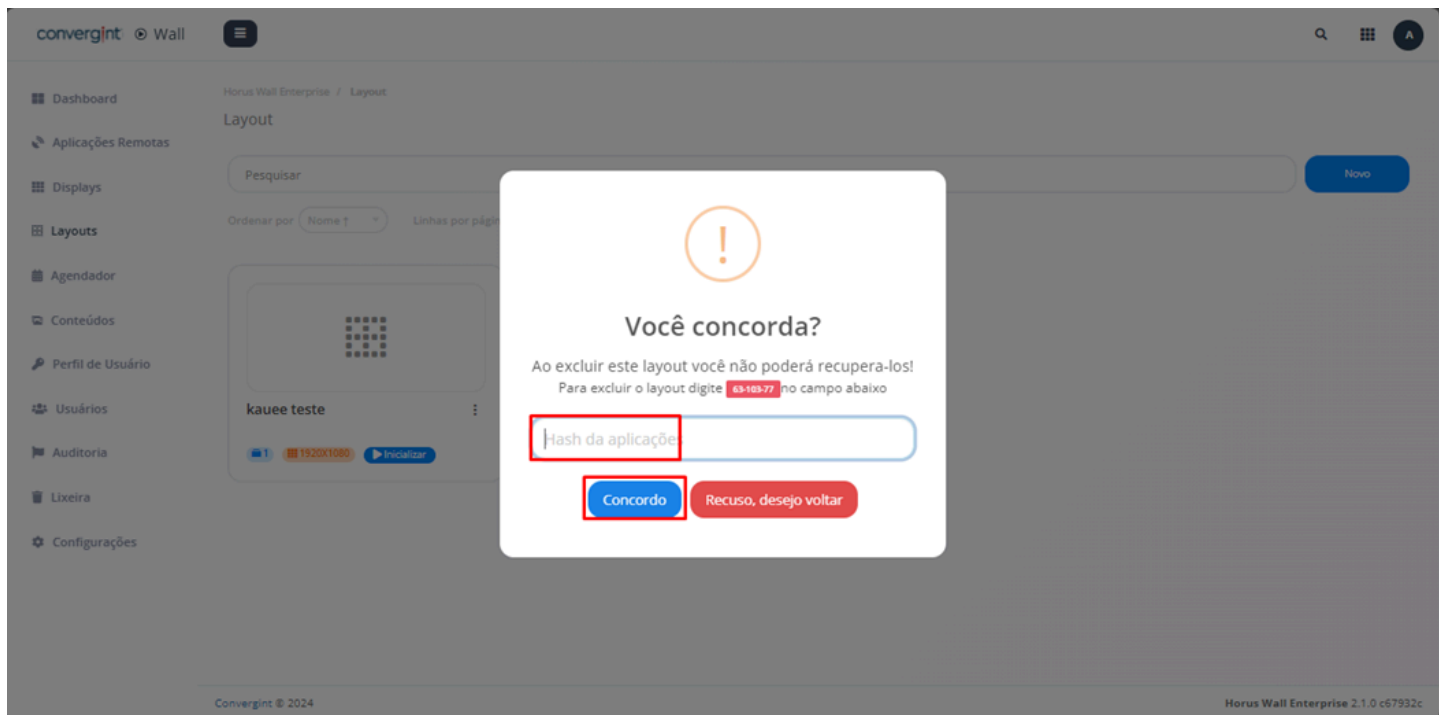 convergint Wall
A
Dashboard
Aplicações Remotas
Displays
Layouts
Agendador
Conteúdos
Perfil de Usuário
Usuários
Auditoria
Lixeira
Configurações
Horus Wall Enterprise / Layout
Layout
Pesquisar
Novo
Ordenar por Nome ↑ Linhas por págin
kauee teste
1 1920X1080 Inicializar
!
Você concorda?
Ao excluir este layout você não poderá recupera-los!
Para excluir o layout digite 63-103-77 no campo abaixo
Hash da aplicações
Concordo Recuso, desejo voltar
Convergint © 2024
Horus Wall Enterprise 2.1.0 c67932c